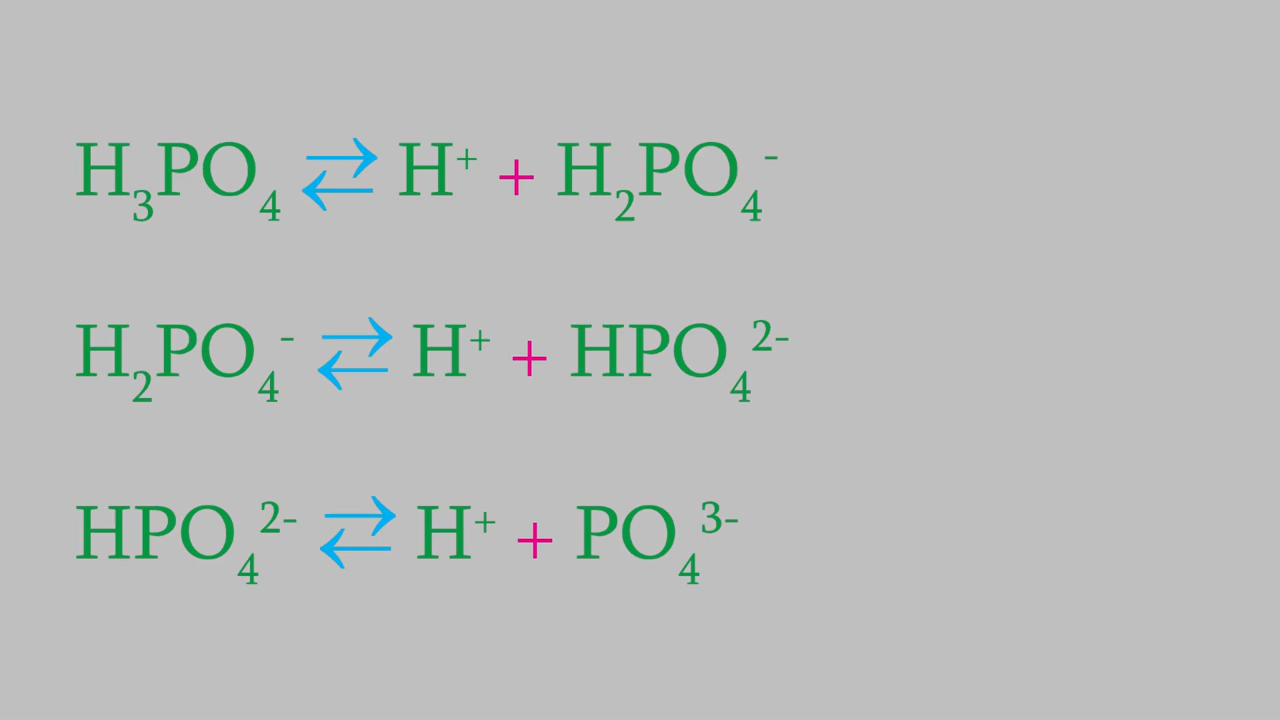 H₃PO₄ ⇄ H⁺ + H₂PO₄⁻
H₂PO₄⁻ ⇄ H⁺ + HPO₄²⁻
HPO₄²⁻ ⇄ H⁺ + PO₄³⁻